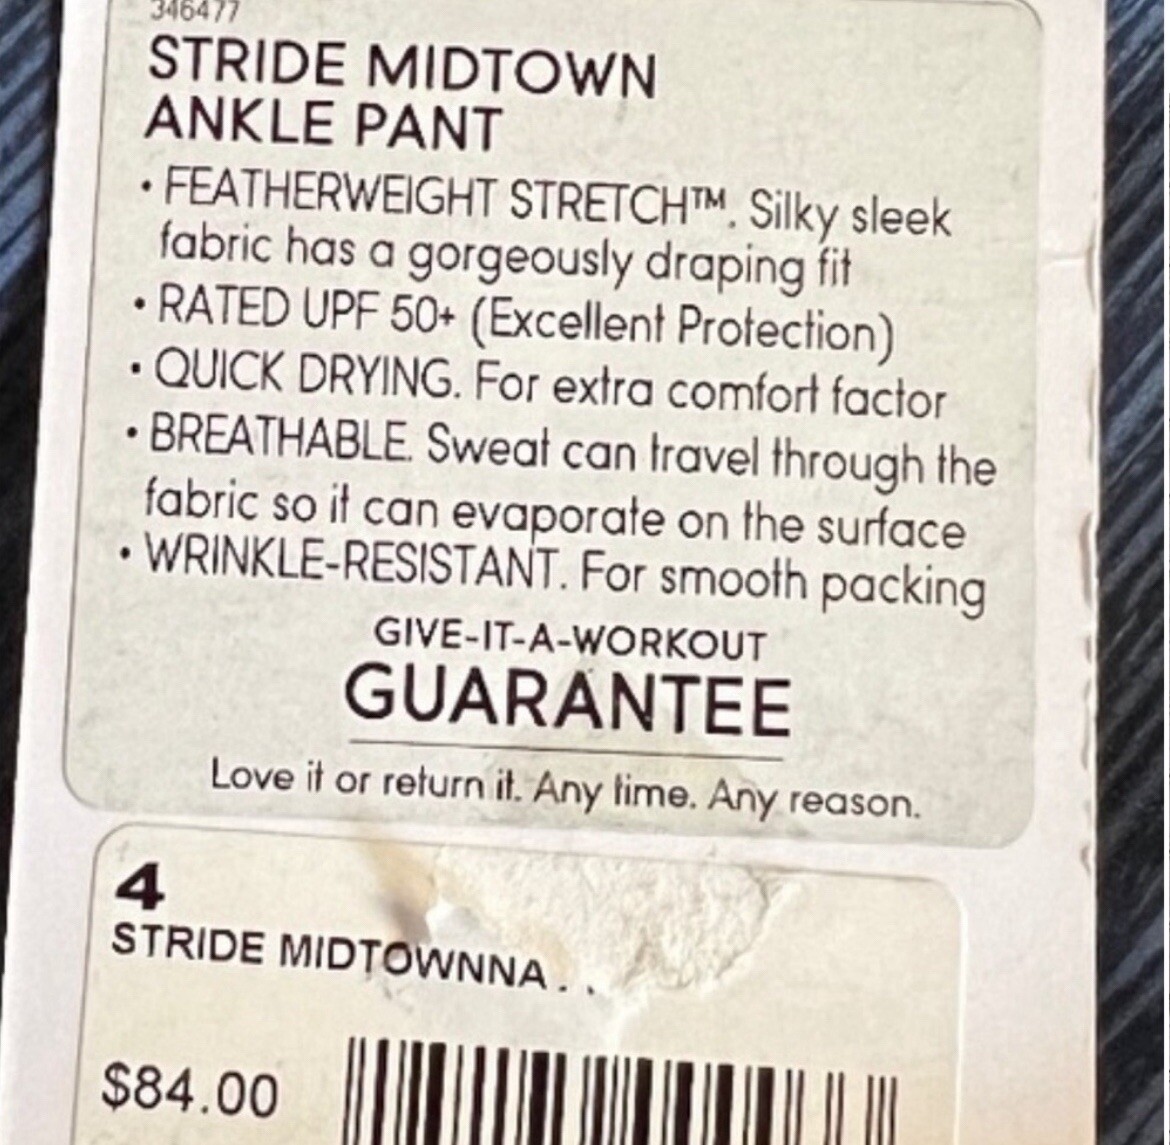 346477
STRIDE MIDTOWN
ANKLE PANT
• FEATHERWEIGHT STRETCH™. Silky sleek
fabric has a gorgeously draping fit
• RATED UPF 50+ (Excellent Protection)
• QUICK DRYING. For extra comfort factor
• BREATHABLE. Sweat can travel through the
fabric so it can evaporate on the surface
• WRINKLE-RESISTANT. For smooth packing
GIVE-IT-A-WORKOUT
GUARANTEE
Love it or return it. Any time. Any reason.
4
STRIDE MIDTOWNNA . .
$84.00